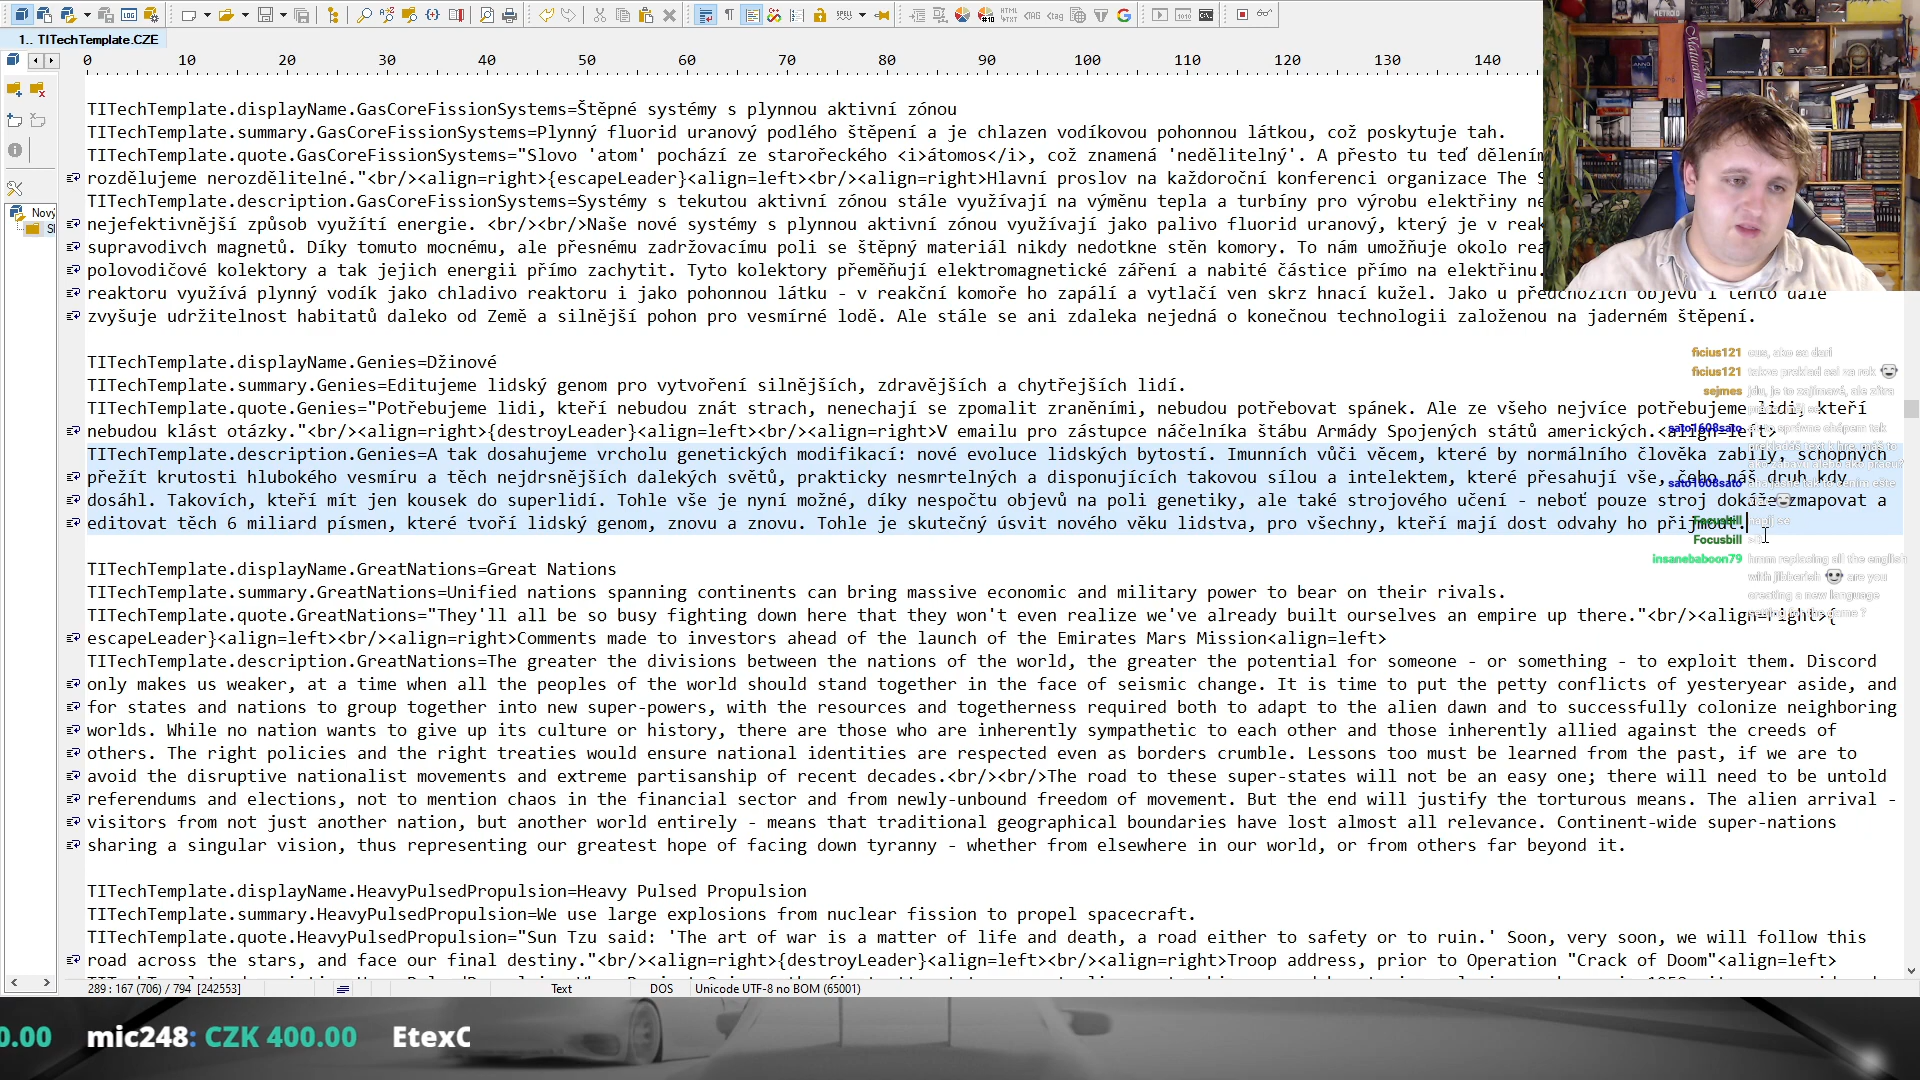 1.. TITechTemplate.CZE
0 10 20 30 40 50 60 70 80 90 100 110 120 130 140
TITechTemplate.displayName.GasCoreFissionSystems=Štěpné systémy s plynnou aktivní zónou
TITechTemplate.summary.GasCoreFissionSystems=Plynný fluorid uranový podlého štěpení a je chlazen vodíkovou pohonnou látkou, což poskytuje tah.
TITechTemplate.quote.GasCoreFissionSystems="Slovo 'atom' pochází ze starořeckého <i>átomos</i>, což znamená 'nedělitelný'. A přesto tu teď dělením
rozdělujeme nerozdělitelné."<br/><align=right>{escapeLeader}<align=left><br/><align=right>Hlavní proslov na každoroční konferenci organizace The S
TITechTemplate.description.GasCoreFissionSystems=Systémy s tekutou aktivní zónou stále využívají na výměnu tepla a turbíny pro výrobu elektřiny ne
nejefektivnější způsob využití energie. <br/><br/>Naše nové systémy s plynnou aktivní zónou využívají jako palivo fluorid uranový, který je v reak
supravodivch magnetů. Díky tomuto mocnému, ale přesnému zadržovacímu poli se štěpný materiál nikdy nedotkne stěn komory. To nám umožňuje okolo rea
polovodičové kolektory a tak jejich energii přímo zachytit. Tyto kolektory přeměňují elektromagnetické záření a nabité částice přímo na elektřinu.
reaktoru využívá plynný vodík jako chladivo reaktoru i jako pohonnou látku - v reakční komoře ho zapálí a vytlačí ven skrz hnací kužel. Jako u předchozích objevů i tento dále
zvyšuje udržitelnost habitatů daleko od Země a silnější pohon pro vesmírné lodě. Ale stále se ani zdaleka nejedná o konečnou technologii založenou na jaderném štěpení.
TITechTemplate.displayName.Genies=Džinové
TITechTemplate.summary.Genies=Editujeme lidský genom pro vytvoření silnějších, zdravějších a chytřejších lidí.
TITechTemplate.quote.Genies="Potřebujeme lidi, kteří nebudou znát strach, nenechají se zpomalit zraněními, nebudou potřebovat spánek. Ale ze všeho nejvíce potřebujeme lidi, kteří
nebudou klást otázky."<br/><align=right>{destroyLeader}<align=left><br/><align=right>V emailu pro zástupce náčelníka štábu Armády Spojených států amerických.<align=left>
TITechTemplate.description.Genies=A tak dosahujeme vrcholu genetických modifikací: nové evoluce lidských bytostí. Imunních vůči věcem, které by normálního člověka zabily, schopných
přežít krutosti hlubokého vesmíru a těch nejdrsnějších dalekých světů, prakticky nesmrtelných a disponujících takovou sílou a intelektem, které přesahují vše, čeho náš druh kdy
dosáhl. Takovích, kteří mít jen kousek do superlidí. Tohle vše je nyní možné, díky nespočtu objevů na poli genetiky, ale také strojového učení - neboť pouze stroj dokáže zmapovat a
editovat těch 6 miliard písmen, které tvoří lidský genom, znovu a znovu. Tohle je skutečný úsvit nového věku lidstva, pro všechny, kteří mají dost odvahy ho přijmout.
TITechTemplate.displayName.GreatNations=Great Nations
TITechTemplate.summary.GreatNations=Unified nations spanning continents can bring massive economic and military power to bear on their rivals.
TITechTemplate.quote.GreatNations="They'll all be so busy fighting down here that they won't even realize we've already built ourselves an empire up there."<br/><align=right>{
escapeLeader}<align=left><br/><align=right>Comments made to investors ahead of the launch of the Emirates Mars Mission<align=left>
TITechTemplate.description.GreatNations=The greater the divisions between the nations of the world, the greater the potential for someone - or something - to exploit them. Discord
only makes us weaker, at a time when all the peoples of the world should stand together in the face of seismic change. It is time to put the petty conflicts of yesteryear aside, and
for states and nations to group together into new super-powers, with the resources and togetherness required both to adapt to the alien dawn and to successfully colonize neighboring
worlds. While no nation wants to give up its culture or history, there are those who are inherently sympathetic to each other and those inherently allied against the creeds of
others. The right policies and the right treaties would ensure national identities are respected even as borders crumble. Lessons too must be learned from the past, if we are to
avoid the disruptive nationalist movements and extreme partisanship of recent decades.<br/><br/>The road to these super-states will not be an easy one; there will need to be untold
referendums and elections, not to mention chaos in the financial sector and from newly-unbound freedom of movement. But the end will justify the torturous means. The alien arrival -
visitors from not just another nation, but another world entirely - means that traditional geographical boundaries have lost almost all relevance. Continent-wide super-nations
sharing a singular vision, thus representing our greatest hope of facing down tyranny - whether from elsewhere in our world, or from others far beyond it.
TITechTemplate.displayName.HeavyPulsedPropulsion=Heavy Pulsed Propulsion
TITechTemplate.summary.HeavyPulsedPropulsion=We use large explosions from nuclear fission to propel spacecraft.
TITechTemplate.quote.HeavyPulsedPropulsion="Sun Tzu said: 'The art of war is a matter of life and death, a road either to safety or to ruin.' Soon, very soon, we will follow this
road across the stars, and face our final destiny."<br/><align=right>{destroyLeader}<align=left><br/><align=right>Troop address, prior to Operation "Crack of Doom"<align=left>
Nový
ficius121
ficius121
sejmes
sato1608sato
sato1608sato
Focusbill napij se
Focusbill
insanebaboon79 hmm replacing all the english
with jibberish are you
creating a new language
setting for the game ?
289 : 167 (706) / 794 [242553] Text DOS Unicode UTF-8 no BOM (65001)
0.00 mic248: CZK 400.00 EtexC